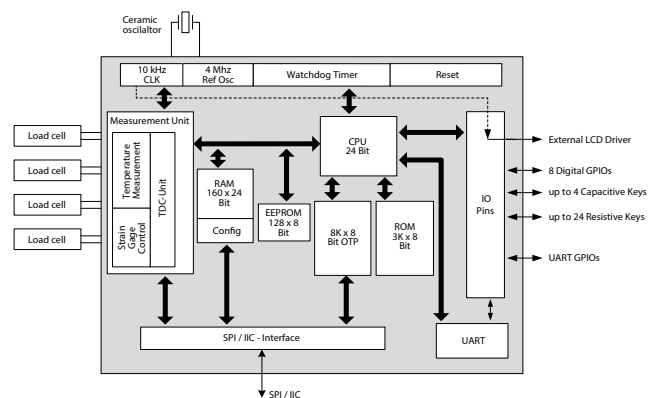 Ceramic
oscilaltor
10 kHz
CLK
4 Mhz
Ref Osc
Watchdog Timer
Reset
Measurement Unit
Temperature
Measurement
Strain
Gage
Control
TDC-Unit
Load cell
Load cell
Load cell
Load cell
RAM
160 x 24
Bit
Config
EEPROM
128 x 8
Bit
CPU
24 Bit
8K x 8
Bit OTP
ROM
3K x 8
Bit
IO
Pins
External LCD Driver
8 Digital GPIOs
up to 4 Capacitive Keys
up to 24 Resistive Keys
UART GPIOs
SPI / IIC - Interface
UART
SPI / IIC